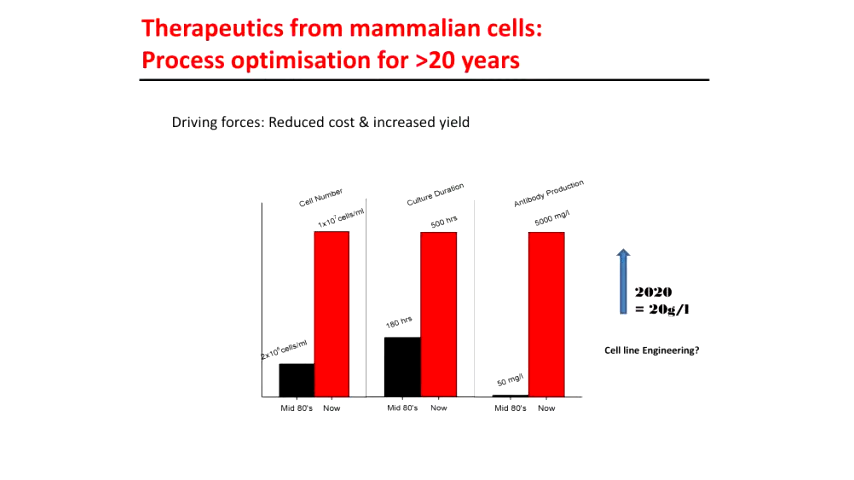 Therapeutics from mammalian cells:
Process optimisation for >20 years
Driving forces: Reduced cost & increased yield
Cell Number
Culture Duration
Antibody Production
1x10⁷ cells/ml
500 hrs
5000 mg/l
2x10⁶ cells/ml
180 hrs
50 mg/l
2020
= 20g/l
Cell line Engineering?
Mid 80's Now Mid 80's Now Mid 80's Now